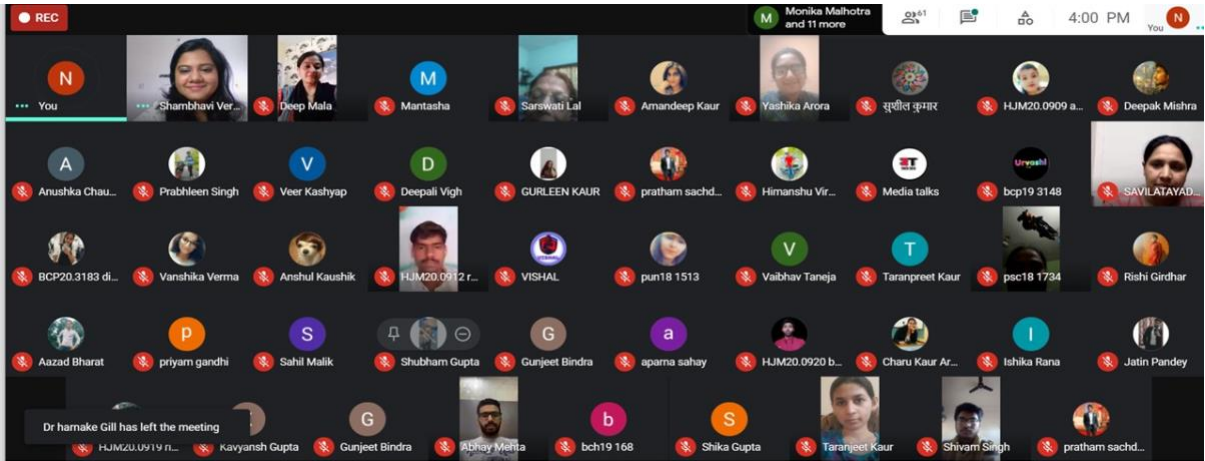 REC
M Monika Malhotra
and 11 more
61
4:00 PM
You
N
N
You
Shambhavi Ver...
Deep Mala
M
Mantasha
Sarswati Lal
Amandeep Kaur
Yashika Arora
सुशील कुमार
HJM20.0909 a...
Deepak Mishra
A
Anushka Chau...
Prabhleen Singh
V
Veer Kashyap
D
Deepali Vigh
GURLEEN KAUR
pratham sachd...
Himanshu Vir...
Media talks
Urvashi
bcp19 3148
SAVILATAYAD...
BCP20.3183 di...
Vanshika Verma
Anshul Kaushik
HJM20.0912 r...
VISHAL
pun18 1513
V
Vaibhav Taneja
T
Taranpreet Kaur
psc18 1734
Rishi Girdhar
Aazad Bharat
p
priyam gandhi
S
Sahil Malik
Shubham Gupta
G
Gunjeet Bindra
a
aparna sahay
HJM20.0920 b...
Charu Kaur Ar...
I
Ishika Rana
Jatin Pandey
Dr harnake Gill has left the meeting
HJM20.0919 n...
Kavyansh Gupta
G
Gunjeet Bindra
Abhay Mehta
b
bch19 168
S
Shika Gupta
Taranjeet Kaur
Shivam Singh
pratham sachd...